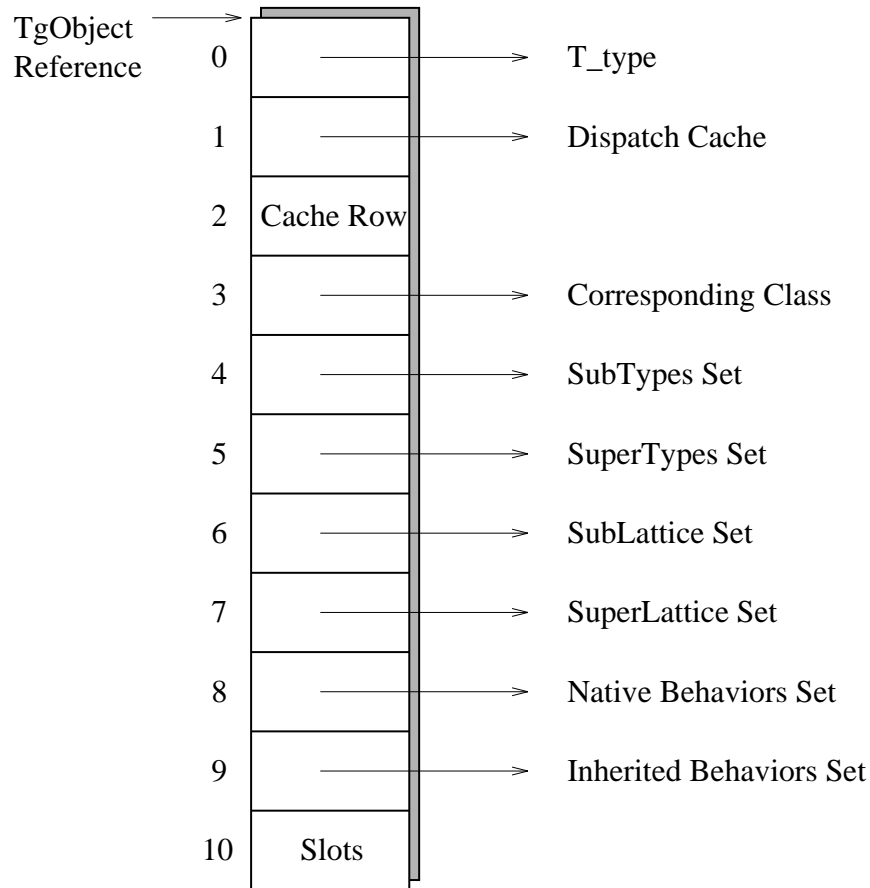 TgObject
Reference
0
T_type
1
Dispatch Cache
2
Cache Row
3
Corresponding Class
4
SubTypes Set
5
SuperTypes Set
6
SubLattice Set
7
SuperLattice Set
8
Native Behaviors Set
9
Inherited Behaviors Set
10
Slots